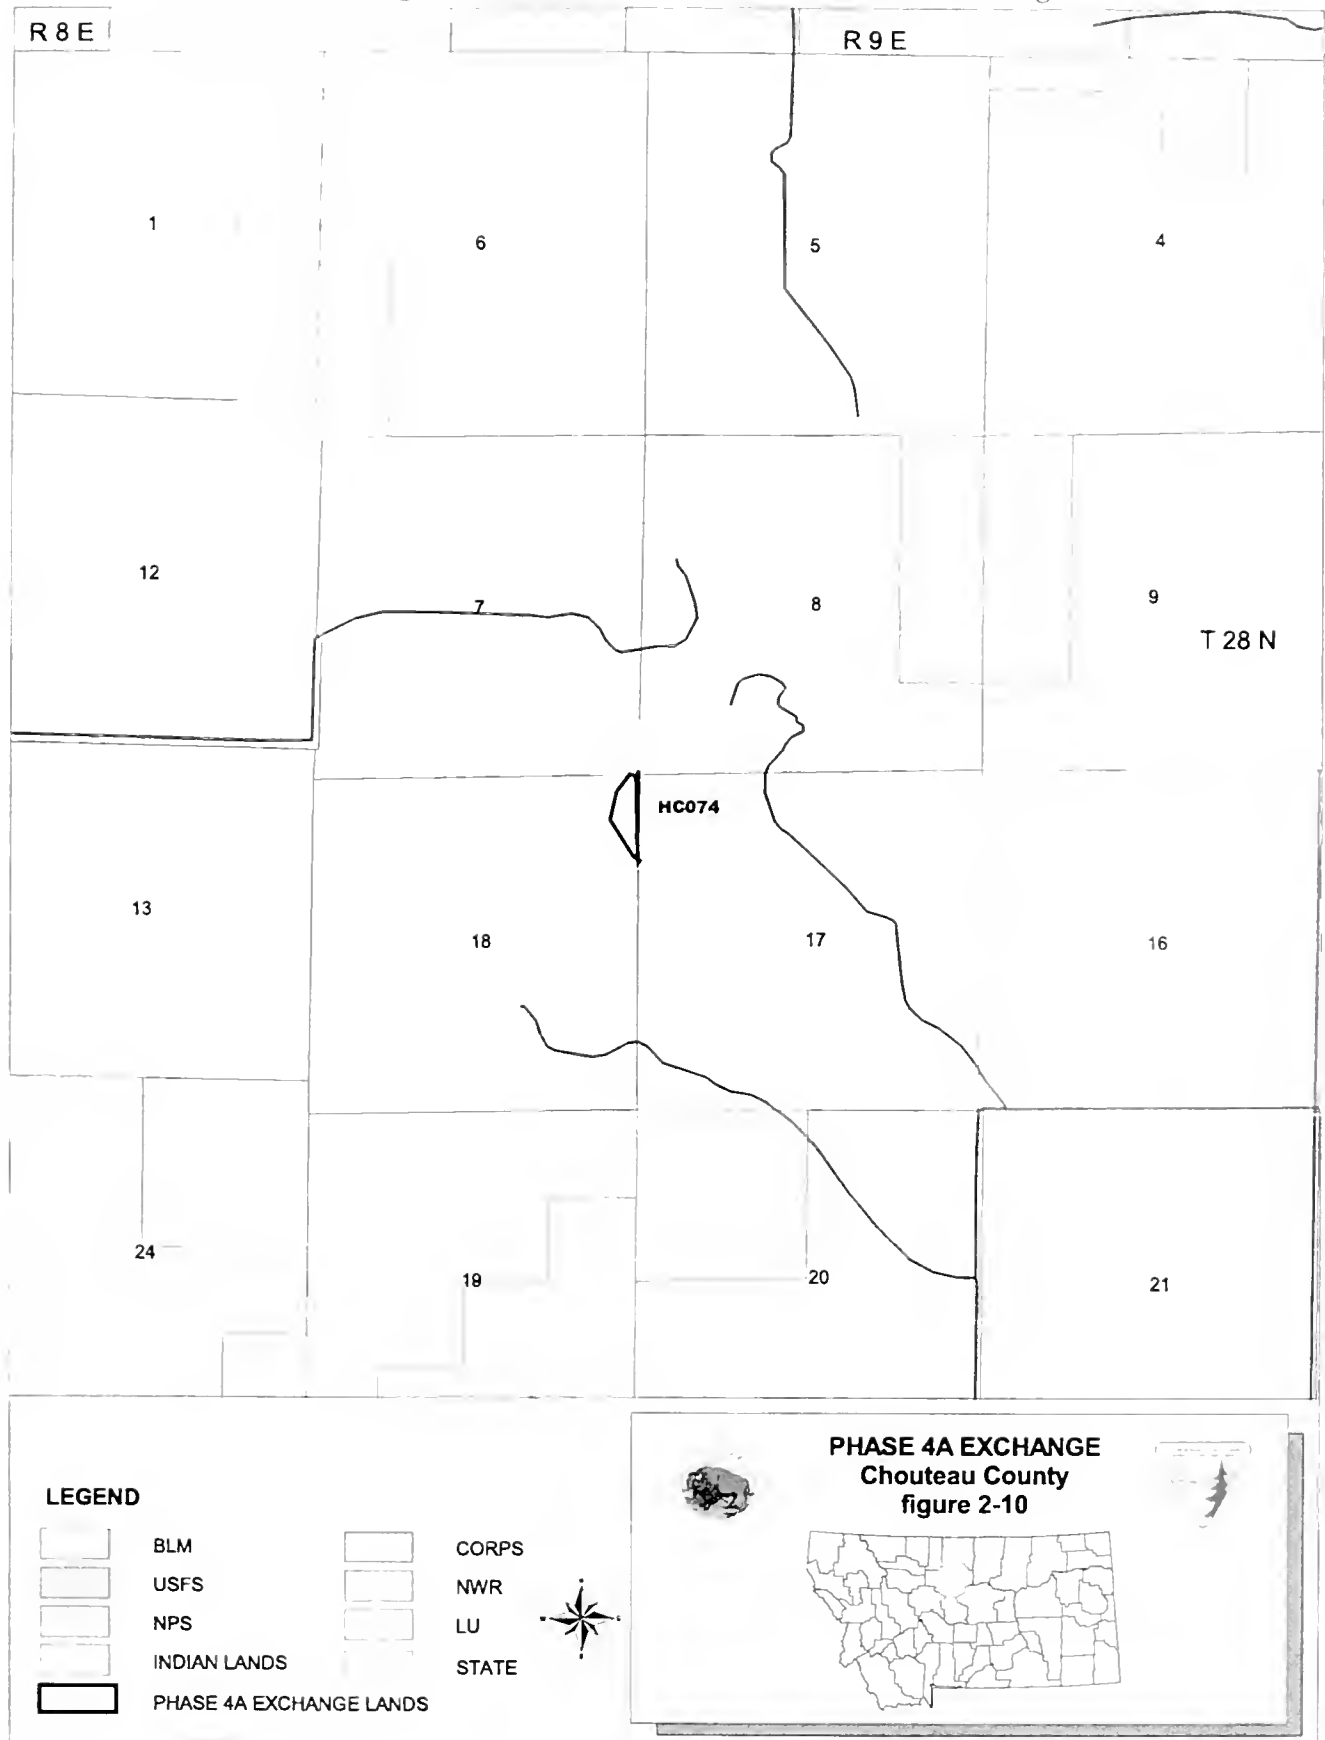 R 8 E
R 9 E
1
6
5
4
12
7
8
9
T 28 N
HC074
13
18
17
16
24
19
20
21
LEGEND
BLM
USFS
NPS
INDIAN LANDS
PHASE 4A EXCHANGE LANDS
CORPS
NWR
LU
STATE
PHASE 4A EXCHANGE
Chouteau County
figure 2-10